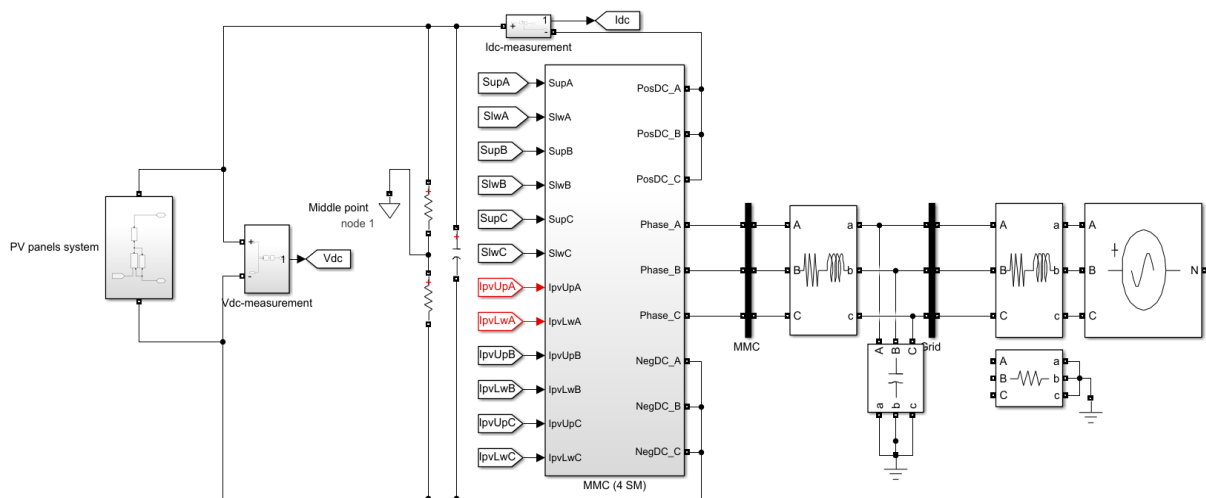 +
1
-
Idc
Idc-measurement
SupA
SupA
PosDC_A
SlwA
SlwA
SupB
SupB
PosDC_B
SlwB
SlwB
PosDC_C
SupC
SupC
Phase_A
SlwC
SlwC
Phase_B
IpvUpA
IpvUpA
Phase_C
IpvLwA
IpvLwA
IpvUpB
IpvUpB
NegDC_A
IpvLwB
IpvLwB
NegDC_B
IpvUpC
IpvUpC
IpvLwC
IpvLwC
NegDC_C
MMC (4 SM)
PV panels system
+
-
1
Vdc
Vdc-measurement
Middle point
node 1
+
+
+
MMC
A
B
C
a
b
c
A
B
C
a
b
c
Grid
A
B
C
a
b
c
A
B
C
N
A
B
C
a
b
c